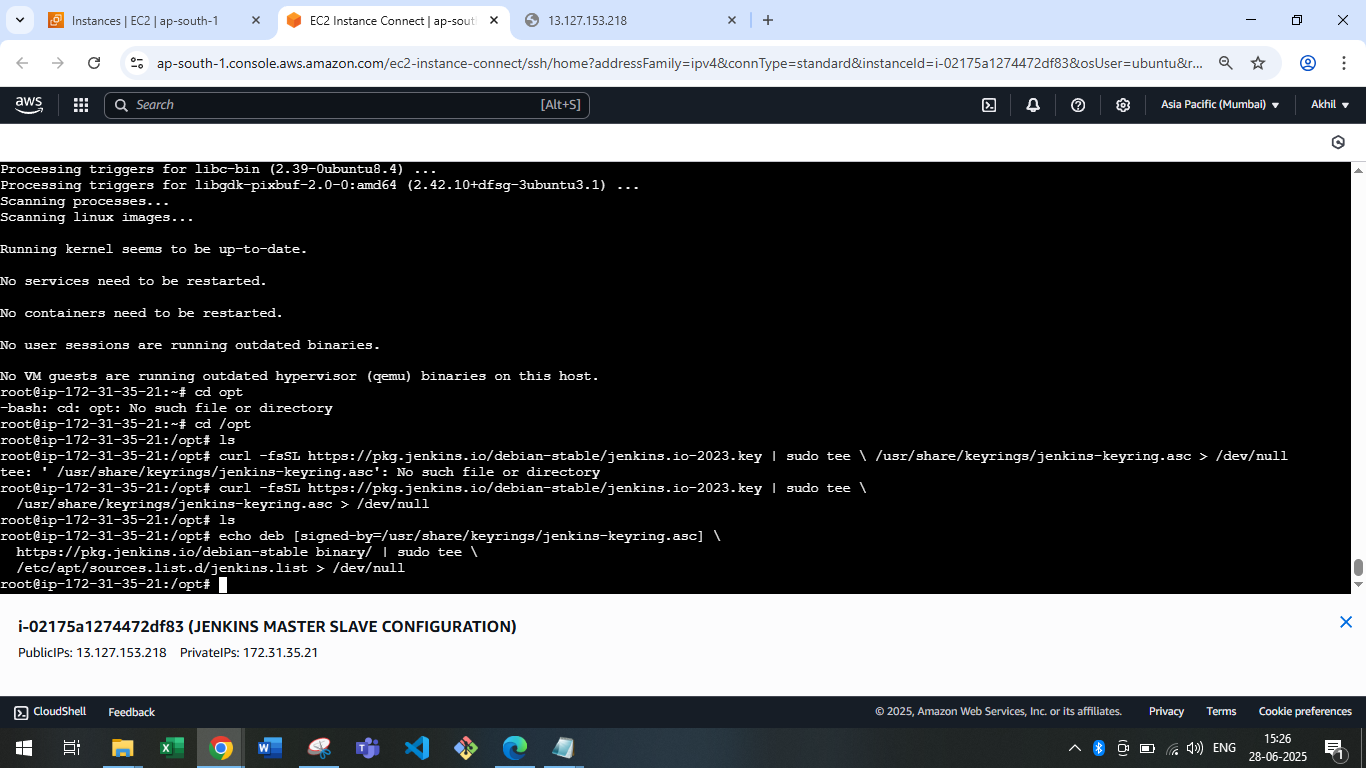 Instances | EC2 | ap-south-1
EC2 Instance Connect | ap-sout
13.127.153.218
ap-south-1.console.aws.amazon.com/ec2-instance-connect/ssh/home?addressFamily=ipv4&connType=standard&instanceId=i-02175a1274472df83&osUser=ubuntu&r...
aws
Search
[Alt+S]
Asia Pacific (Mumbai)
Akhil
Processing triggers for libc-bin (2.39-0ubuntu8.4) ...
Processing triggers for libgdk-pixbuf-2.0-0:amd64 (2.42.10+dfsg-3ubuntu3.1) ...
Scanning processes...
Scanning linux images...
Running kernel seems to be up-to-date.
No services need to be restarted.
No containers need to be restarted.
No user sessions are running outdated binaries.
No VM guests are running outdated hypervisor (qemu) binaries on this host.
root@ip-172-31-35-21:~# cd opt
-bash: cd: opt: No such file or directory
root@ip-172-31-35-21:~# cd /opt
root@ip-172-31-35-21:/opt# ls
root@ip-172-31-35-21:/opt# curl -fsSL https://pkg.jenkins.io/debian-stable/jenkins.io-2023.key | sudo tee \ /usr/share/keyrings/jenkins-keyring.asc > /dev/null
tee: ' /usr/share/keyrings/jenkins-keyring.asc': No such file or directory
root@ip-172-31-35-21:/opt# curl -fsSL https://pkg.jenkins.io/debian-stable/jenkins.io-2023.key | sudo tee \
  /usr/share/keyrings/jenkins-keyring.asc > /dev/null
root@ip-172-31-35-21:/opt# ls
root@ip-172-31-35-21:/opt# echo deb [signed-by=/usr/share/keyrings/jenkins-keyring.asc] \
  https://pkg.jenkins.io/debian-stable binary/ | sudo tee \
  /etc/apt/sources.list.d/jenkins.list > /dev/null
root@ip-172-31-35-21:/opt#
i-02175a1274472df83 (JENKINS MASTER SLAVE CONFIGURATION)
PublicIPs: 13.127.153.218 PrivateIPs: 172.31.35.21
CloudShell
Feedback
© 2025, Amazon Web Services, Inc. or its affiliates.
Privacy
Terms
Cookie preferences
ENG
15:26
28-06-2025
1